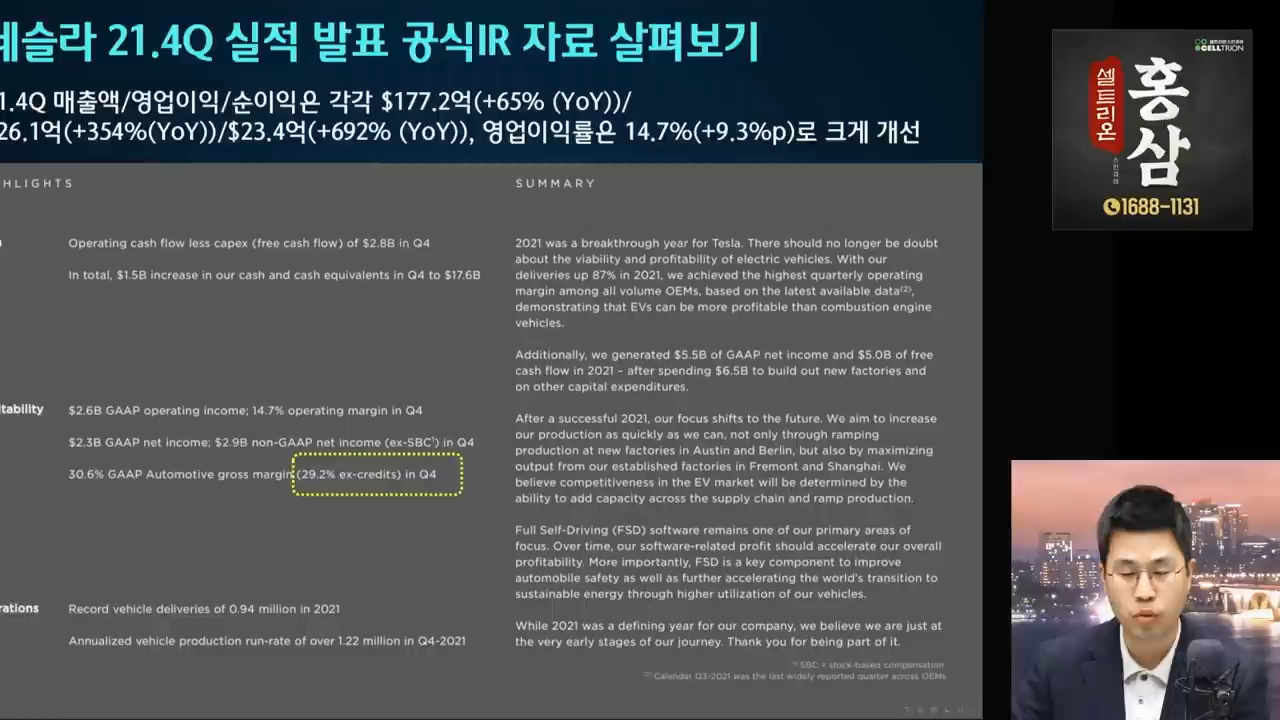 테슬라 21.4Q 실적 발표 공식IR 자료 살펴보기
1.4Q 매출액/영업이익/순이익은 각각 $177.2억(+65% (YoY))/
26.1억(+354%(YoY))/$23.4억(+692% (YoY)), 영업이익률은 14.7%(+9.3%p)로 크게 개선
HLIGHTS
Operating cash flow less capex (free cash flow) of $2.8B in Q4
In total, $1.5B increase in our cash and cash equivalents in Q4 to $17.6B
itability
$2.6B GAAP operating income; 14.7% operating margin in Q4
$2.3B GAAP net income; $2.9B non-GAAP net income (ex-SBC¹) in Q4
30.6% GAAP Automotive gross margin (29.2% ex-credits) in Q4
rations
Record vehicle deliveries of 0.94 million in 2021
Annualized vehicle production run-rate of over 1.22 million in Q4-2021
SUMMARY
2021 was a breakthrough year for Tesla. There should no longer be doubt
about the viability and profitability of electric vehicles. With our
deliveries up 87% in 2021, we achieved the highest quarterly operating
margin among all volume OEMs, based on the latest available data⁽²⁾,
demonstrating that EVs can be more profitable than combustion engine
vehicles.
Additionally, we generated $5.5B of GAAP net income and $5.0B of free
cash flow in 2021 – after spending $6.5B to build out new factories and
on other capital expenditures.
After a successful 2021, our focus shifts to the future. We aim to increase
our production as quickly as we can, not only through ramping
production at new factories in Austin and Berlin, but also by maximizing
output from our established factories in Fremont and Shanghai. We
believe competitiveness in the EV market will be determined by the
ability to add capacity across the supply chain and ramp production.
Full Self-Driving (FSD) software remains one of our primary areas of
focus. Over time, our software-related profit should accelerate our overall
profitability. More importantly, FSD is a key component to improve
automobile safety as well as further accelerating the world's transition to
sustainable energy through higher utilization of our vehicles.
While 2021 was a defining year for our company, we believe we are just at
the very early stages of our journey. Thank you for being part of it.
⁽¹⁾ SBC = stock-based compensation
⁽²⁾ Calendar Q3-2021 was the last widely reported quarter across OEMs
TESLA
셀트리온스킨큐어
CELLTRION
셀트리온
스킨큐어
홍삼
1688-1131